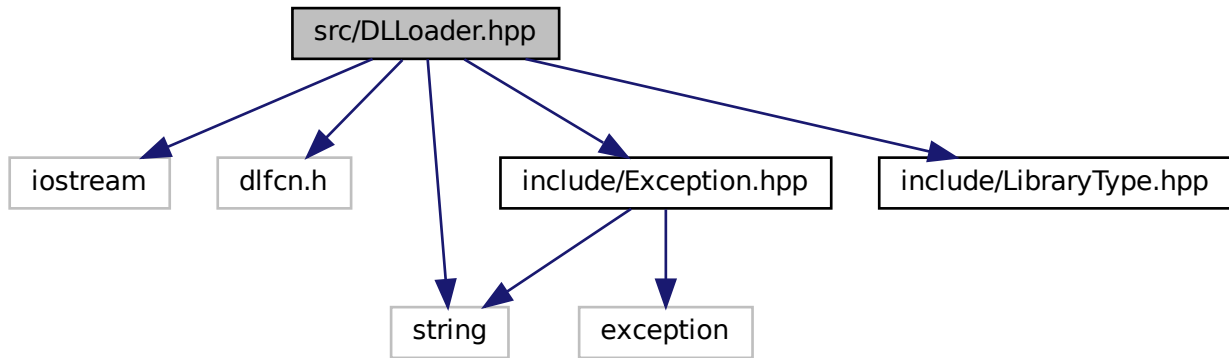 src/DLLoader.hpp
iostream
dlfcn.h
include/Exception.hpp
include/LibraryType.hpp
string
exception